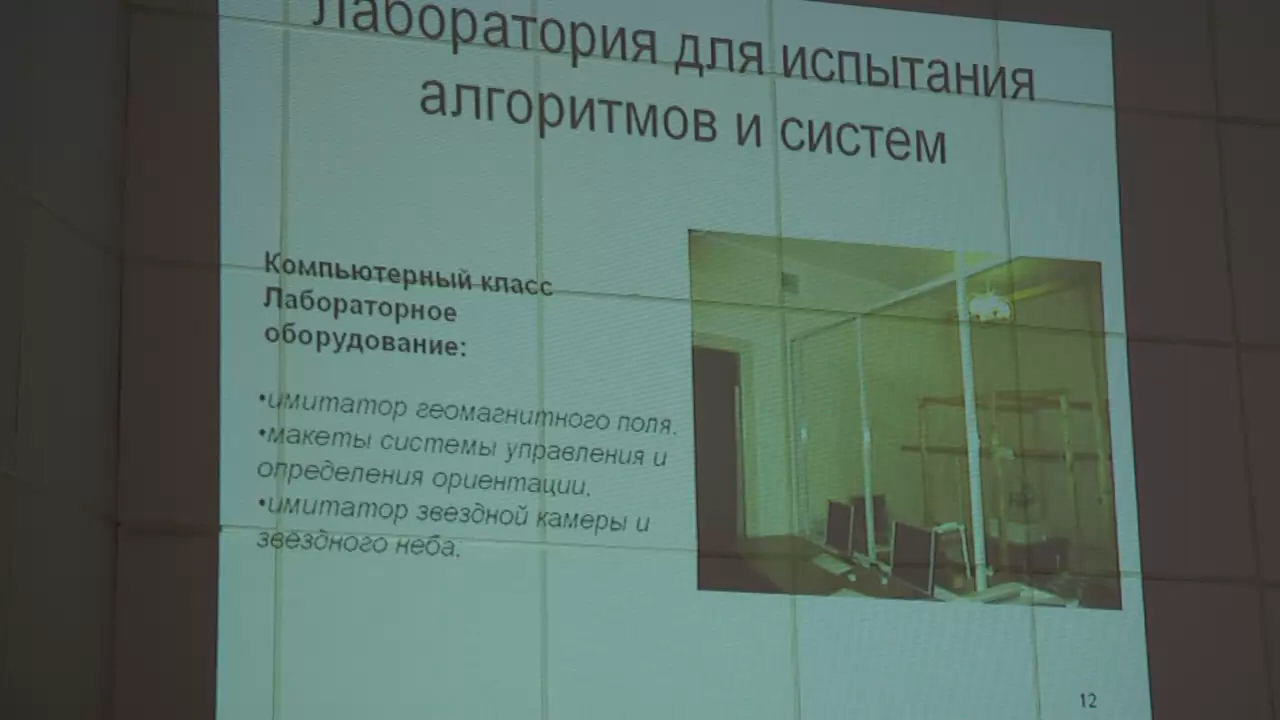 Лаборатория для испытания
алгоритмов и систем
Компьютерный класс
Лабораторное
оборудование:
•имитатор геомагнитного поля.
•макеты системы управления и
определения ориентации.
•имитатор звездной камеры и
звездного неба.
12